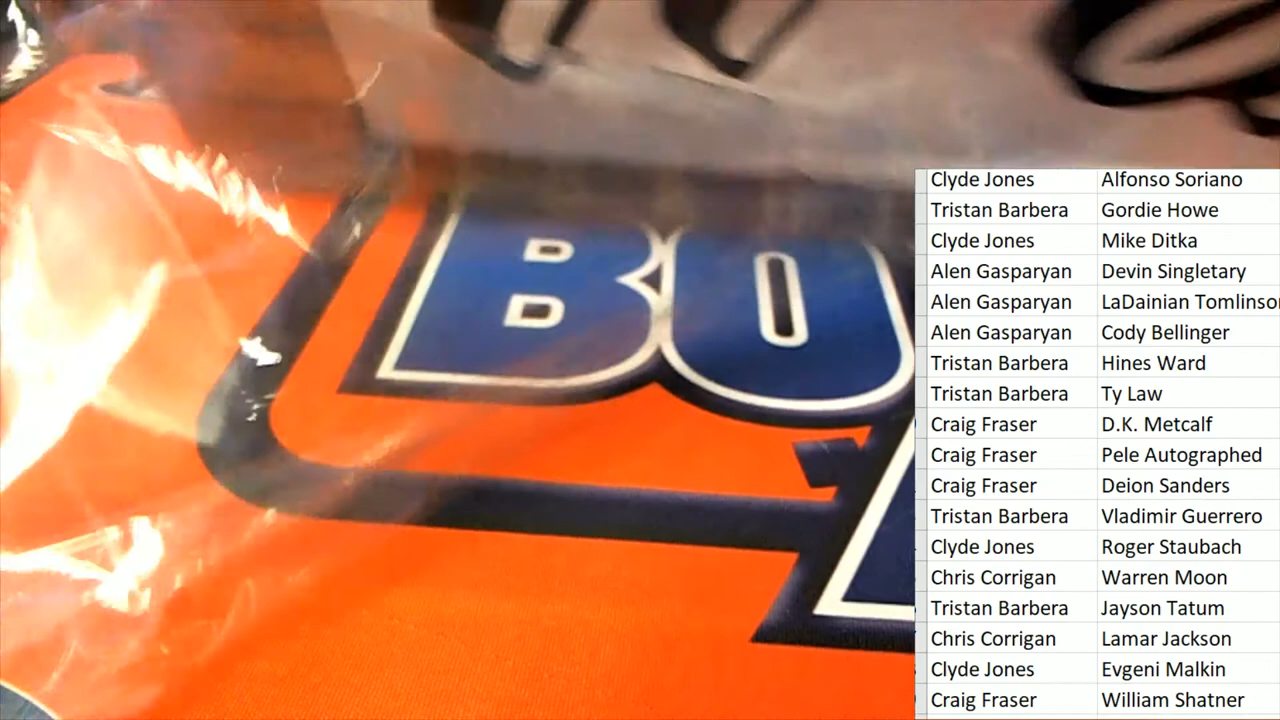 BO
Clyde Jones Alfonso Soriano
Tristan Barbera Gordie Howe
Clyde Jones Mike Ditka
Alen Gasparyan Devin Singletary
Alen Gasparyan LaDainian Tomlinso
Alen Gasparyan Cody Bellinger
Tristan Barbera Hines Ward
Tristan Barbera Ty Law
Craig Fraser D.K. Metcalf
Craig Fraser Pele Autographed
Craig Fraser Deion Sanders
Tristan Barbera Vladimir Guerrero
Clyde Jones Roger Staubach
Chris Corrigan Warren Moon
Tristan Barbera Jayson Tatum
Chris Corrigan Lamar Jackson
Clyde Jones Evgeni Malkin
Craig Fraser William Shatner